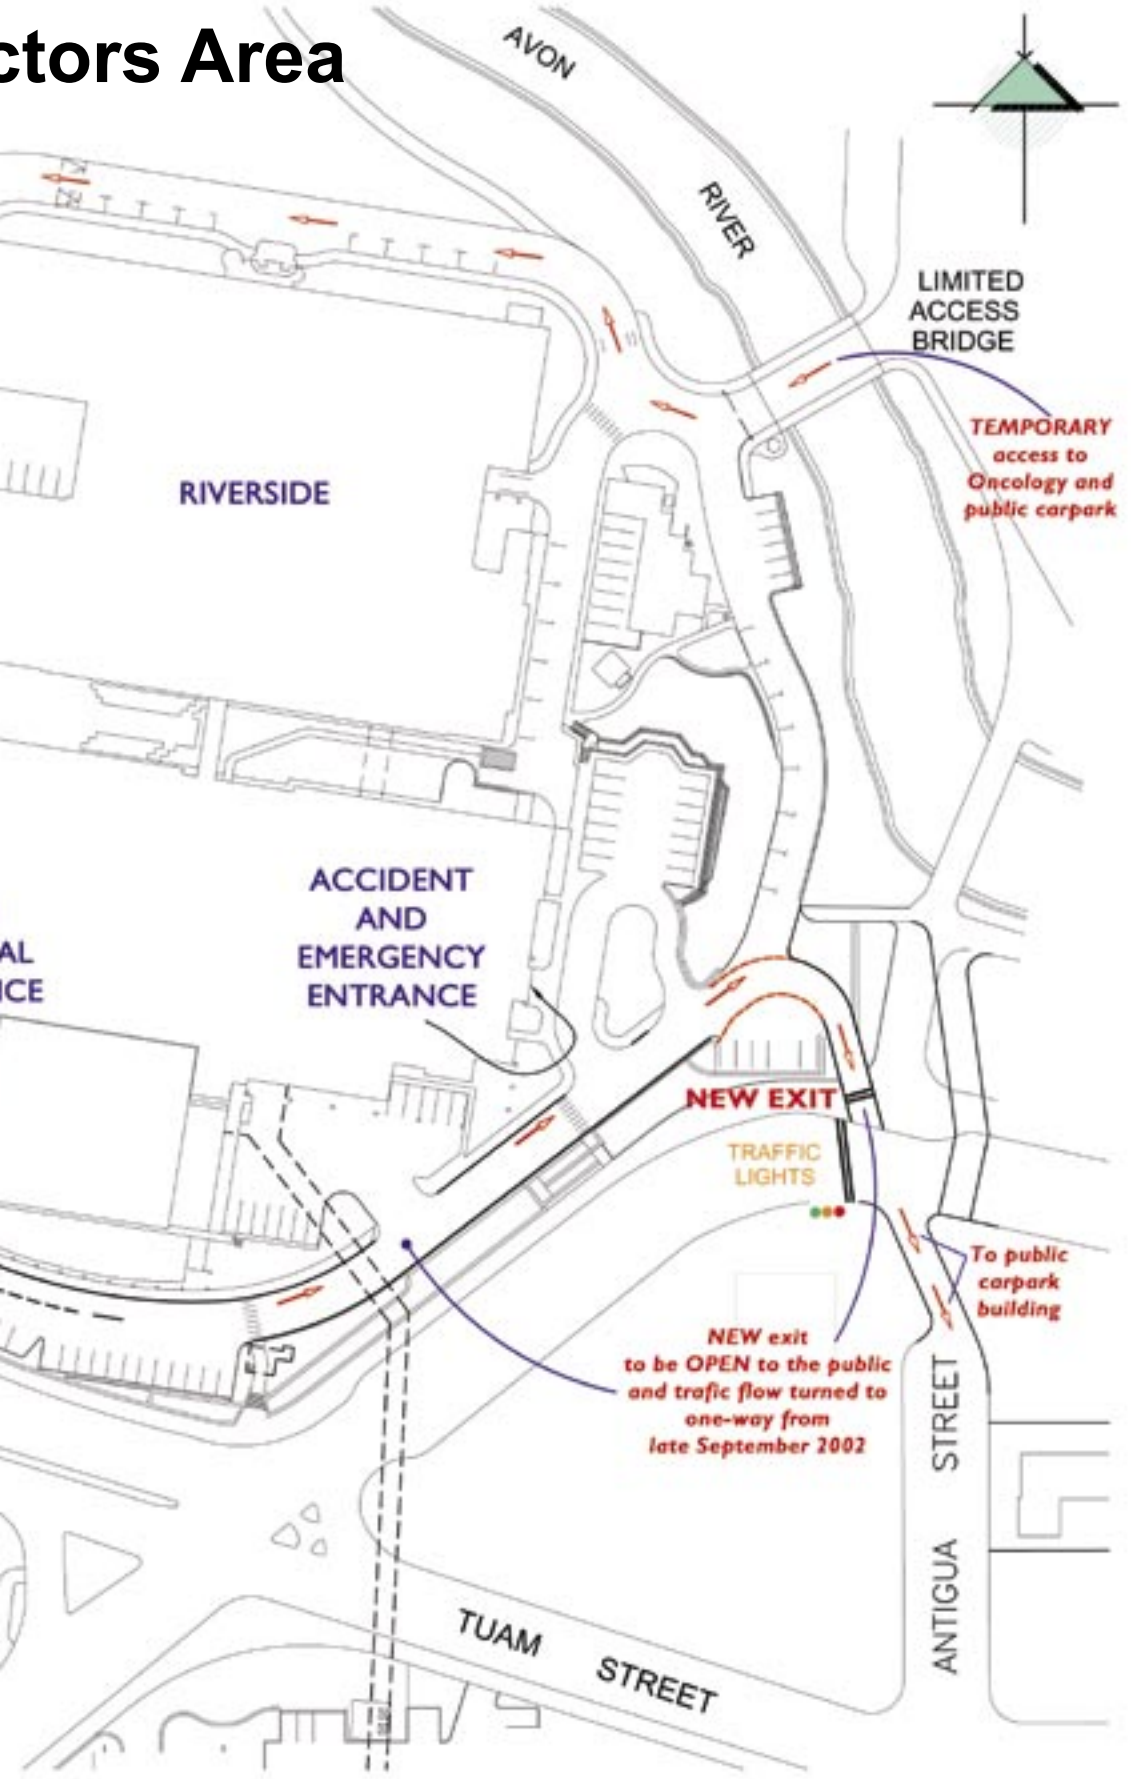 ctors Area
AVON
RIVER
LIMITED
ACCESS
BRIDGE
TEMPORARY
access to
Oncology and
public carpark
RIVERSIDE
ACCIDENT
AND
EMERGENCY
ENTRANCE
AL
ICE
NEW EXIT
TRAFFIC
LIGHTS
To public
carpark
building
NEW exit
to be OPEN to the public
and trafic flow turned to
one-way from
late September 2002
ANTIGUA STREET
TUAM STREET